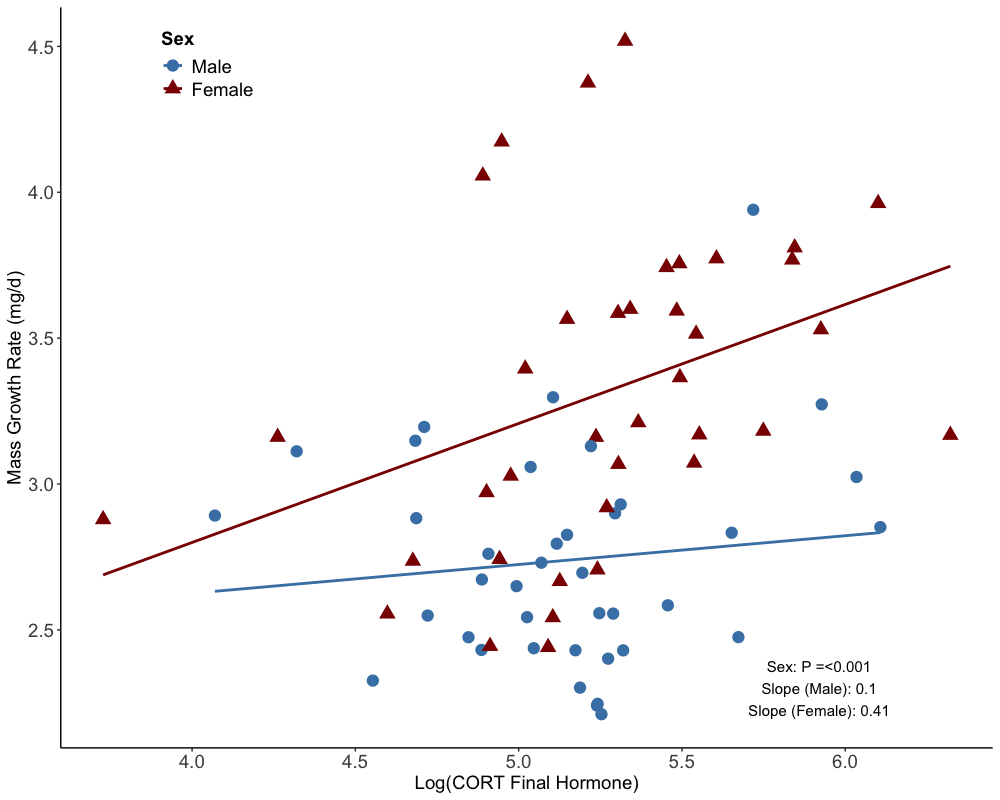 Sex
Male
Female
Mass Growth Rate (mg/d)
4.5
4.0
3.5
3.0
2.5
Sex: P =<0.001
Slope (Male): 0.1
Slope (Female): 0.41
4.0 4.5 5.0 5.5 6.0
Log(CORT Final Hormone)